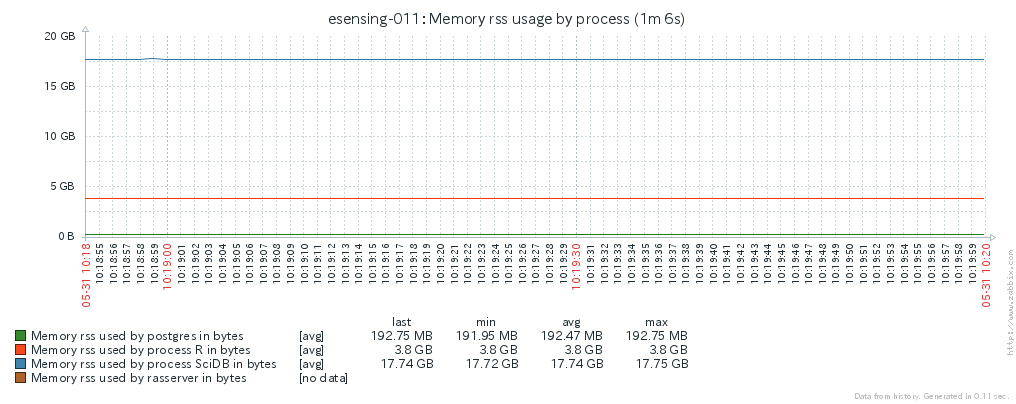 esensing-011: Memory rss usage by process (1m 6s)
20 GB
15 GB
10 GB
5 GB
0 B
05-31 10:18 10:18:55 10:18:56 10:18:57 10:18:58 10:18:59 10:19:00 10:19:01 10:19:02 10:19:03 10:19:04 10:19:05 10:19:06 10:19:07 10:19:08 10:19:09 10:19:10 10:19:11 10:19:12 10:19:13 10:19:14 10:19:15 10:19:16 10:19:17 10:19:18 10:19:19 10:19:20 10:19:21 10:19:22 10:19:23 10:19:24 10:19:25 10:19:26 10:19:27 10:19:28 10:19:29 10:19:30 10:19:31 10:19:32 10:19:33 10:19:34 10:19:35 10:19:36 10:19:37 10:19:38 10:19:39 10:19:40 10:19:41 10:19:42 10:19:43 10:19:44 10:19:45 10:19:46 10:19:47 10:19:48 10:19:49 10:19:50 10:19:51 10:19:52 10:19:53 10:19:54 10:19:55 10:19:56 10:19:57 10:19:58 10:19:59 05-31 10:20
http://www.zabbix.com
last min avg max
Memory rss used by postgres in bytes [avg] 192.75 MB 191.95 MB 192.47 MB 192.75 MB
Memory rss used by process R in bytes [avg] 3.8 GB 3.8 GB 3.8 GB 3.8 GB
Memory rss used by process SciDB in bytes [avg] 17.74 GB 17.72 GB 17.74 GB 17.75 GB
Memory rss used by rasserver in bytes [no data]
Data from history. Generated in 0.11 sec.